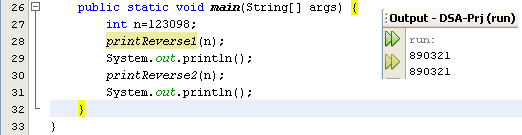 26 public static void main(String[] args) {
27 int n=123098;
28 printReverse1(n);
29 System.out.println();
30 printReverse2(n);
31 System.out.println();
32 }
33 }
Output - DSA-Prj (run)
run:
890321
890321